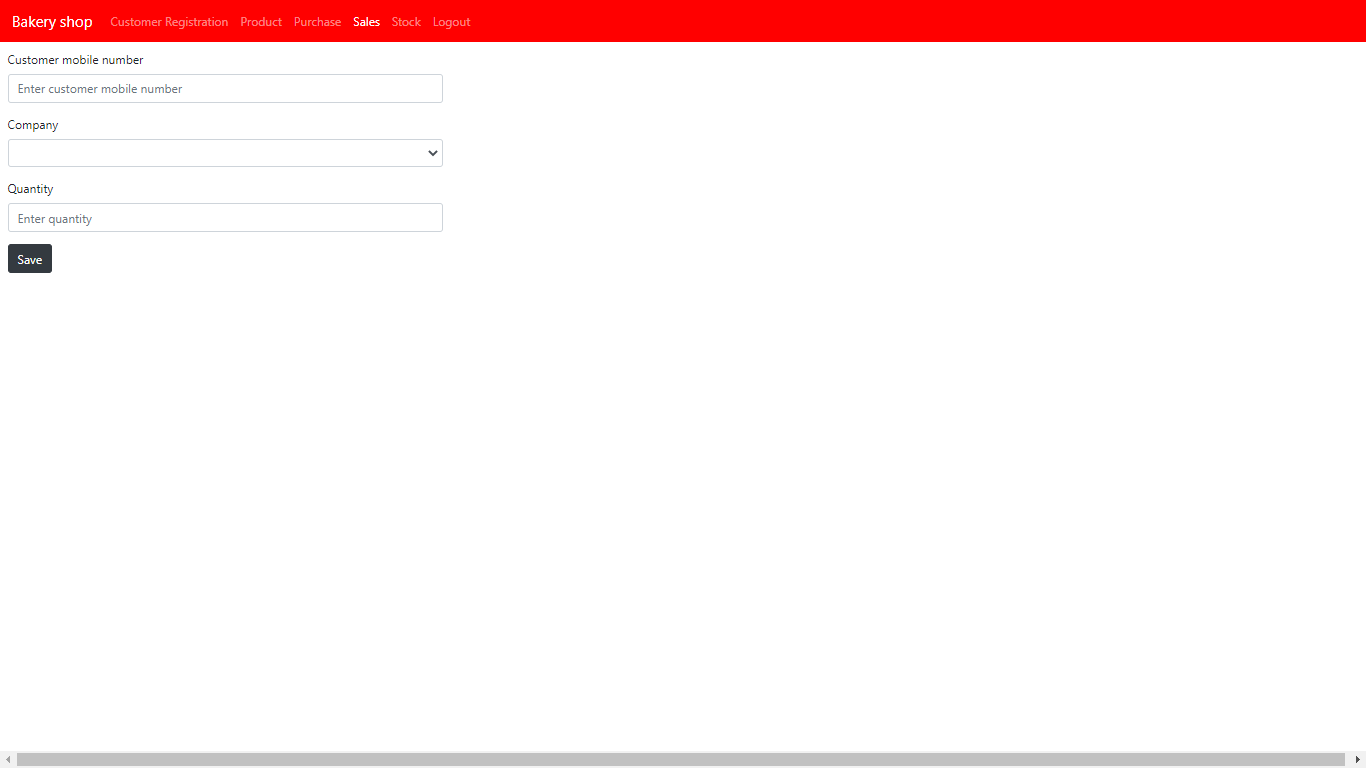 Bakery shop Customer Registration Product Purchase Sales Stock Logout
Customer mobile number
Enter customer mobile number
Company
Quantity
Enter quantity
Save